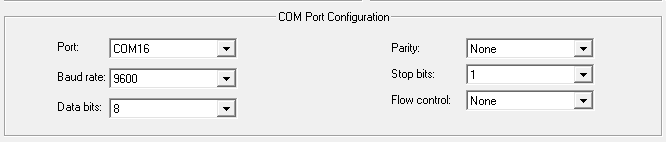 COM Port Configuration
Port: COM16
Baud rate: 9600
Data bits: 8
Parity: None
Stop bits: 1
Flow control: None